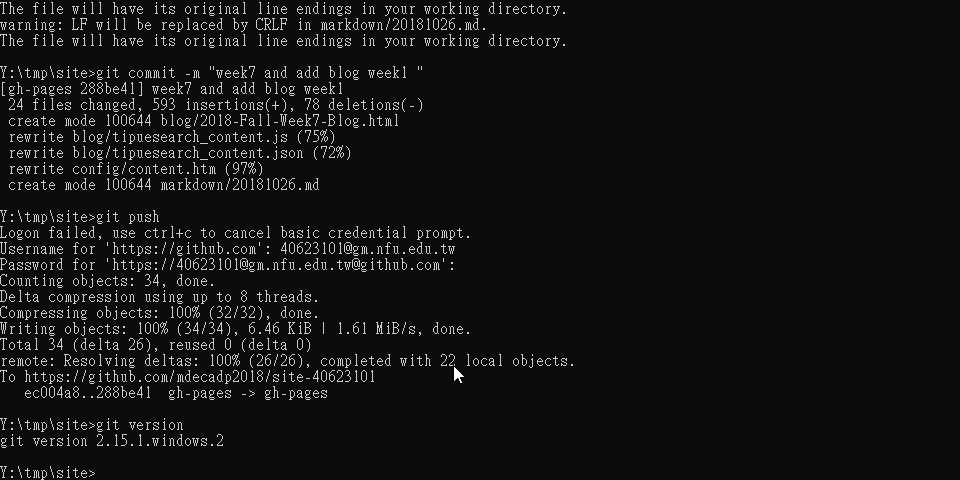 The file will have its original line endings in your working directory.
warning: LF will be replaced by CRLF in markdown/20181026.md.
The file will have its original line endings in your working directory.
Y:\tmp\site>git commit -m "week7 and add blog week1 "
[gh-pages 288be41] week7 and add blog week1
 24 files changed, 593 insertions(+), 78 deletions(-)
 create mode 100644 blog/2018-Fall-Week7-Blog.html
 rewrite blog/tipuesearch_content.js (75%)
 rewrite blog/tipuesearch_content.json (72%)
 rewrite config/content.htm (97%)
 create mode 100644 markdown/20181026.md
Y:\tmp\site>git push
Logon failed, use ctrl+c to cancel basic credential prompt.
Username for 'https://github.com': 40623101@gm.nfu.edu.tw
Password for 'https://40623101@gm.nfu.edu.tw@github.com':
Counting objects: 34, done.
Delta compression using up to 8 threads.
Compressing objects: 100% (32/32), done.
Writing objects: 100% (34/34), 6.46 KiB | 1.61 MiB/s, done.
Total 34 (delta 26), reused 0 (delta 0)
remote: Resolving deltas: 100% (26/26), completed with 22 local objects.
To https://github.com/mdecadp2018/site-40623101
   ec004a8..288be41  gh-pages -> gh-pages
Y:\tmp\site>git version
git version 2.15.1.windows.2
Y:\tmp\site>